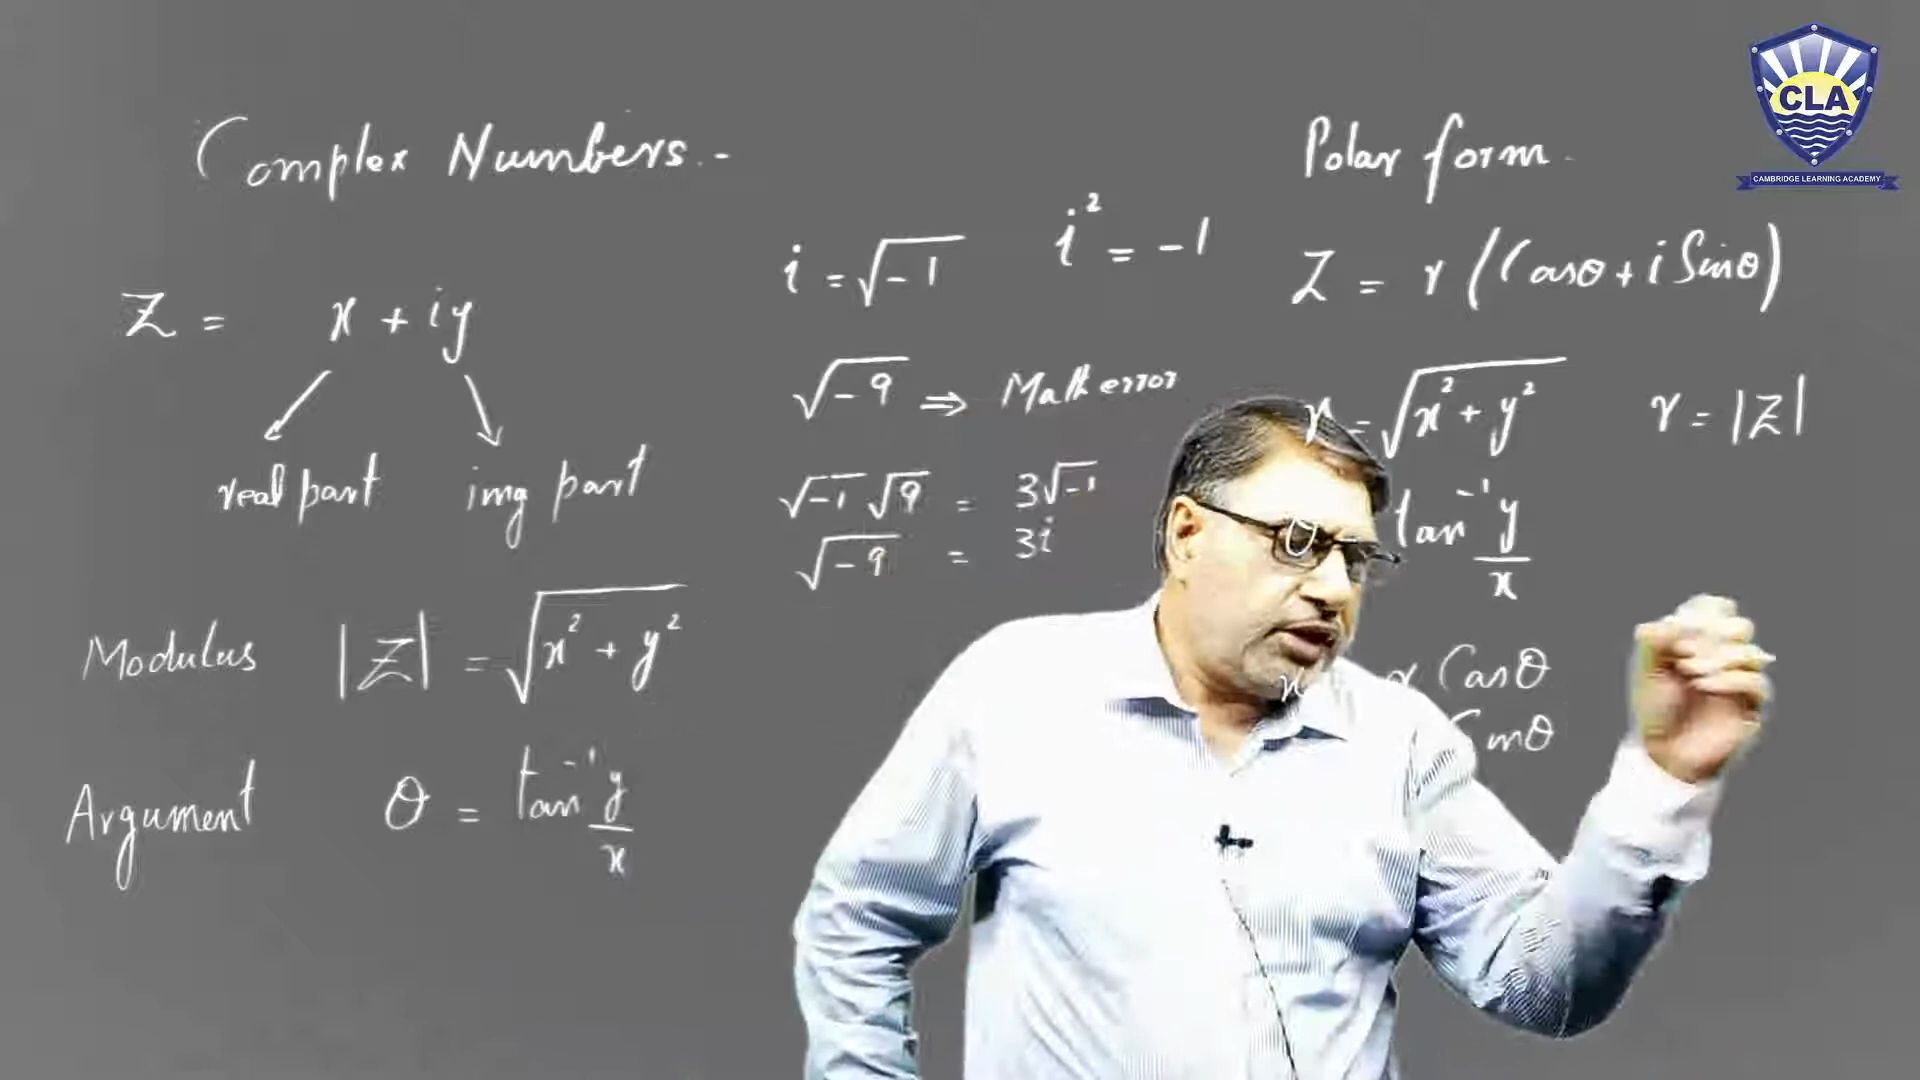 Complex Numbers.-
Z = x + iy
real part
img part
Modulus |Z| = √(x² + y²)
Argument θ = tan⁻¹ y/x
i = √-1
i² = -1
√-9 ⇒ Math error
√-1 √9 = 3√-1
√-9 = 3i
Polar form.
Z = r (Cosθ + i Sinθ)
r = √(x² + y²)
r = |Z|
θ tan⁻¹ y/x
x r Cosθ
Sinθ
CLA
CAMBRIDGE LEARNING ACADEMY